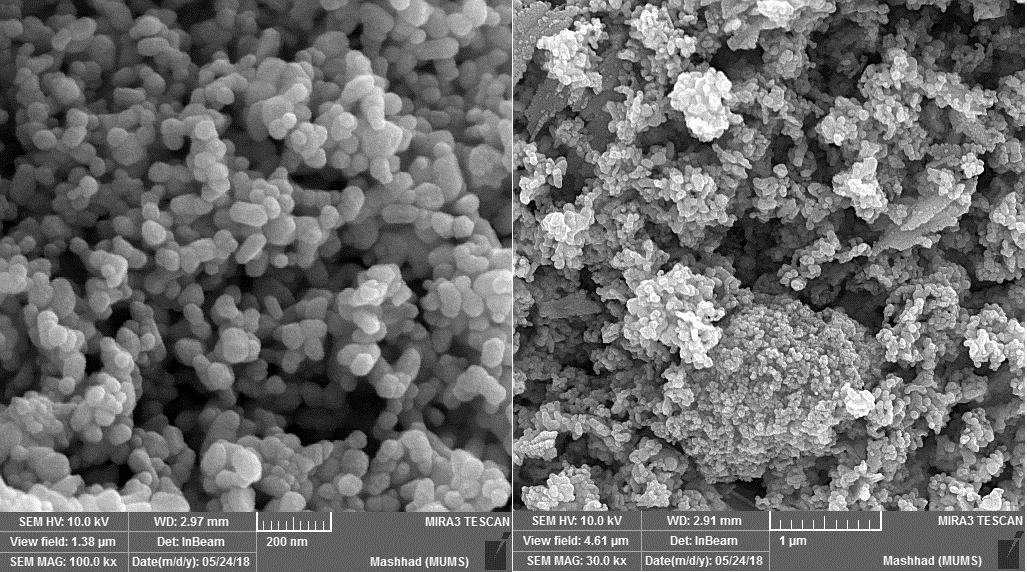 SEM HV: 10.0 kV WD: 2.97 mm MIRA3 TESCAN
View field: 1.38 µm Det: InBeam 200 nm
SEM MAG: 100.0 kx Date(m/d/y): 05/24/18 Mashhad (MUMS)
SEM HV: 10.0 kV WD: 2.91 mm MIRA3 TESCAN
View field: 4.61 µm Det: InBeam 1 µm
SEM MAG: 30.0 kx Date(m/d/y): 05/24/18 Mashhad (MUMS)